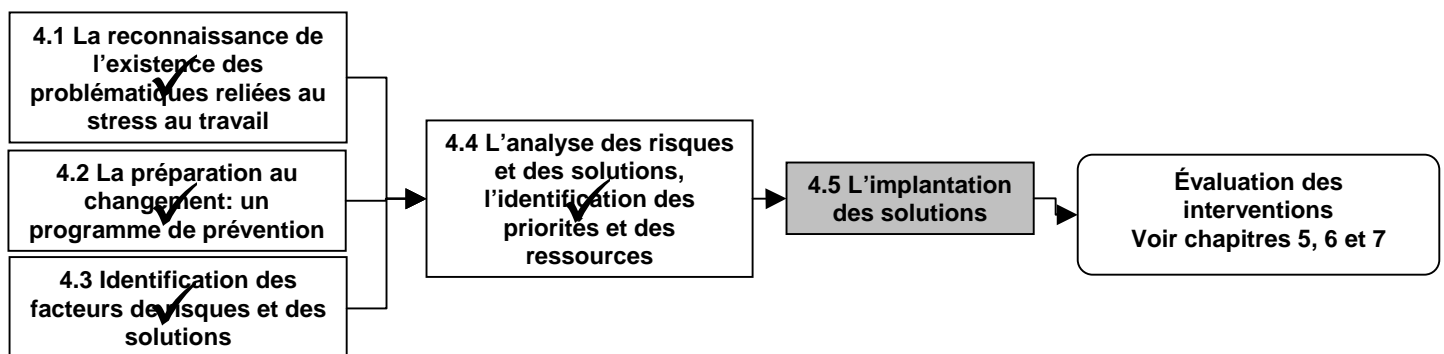 4.1 La reconnaissance de
l’existence des
problématiques reliées au
stress au travail
4.2 La préparation au
changement: un
programme de prévention
4.3 Identification des
facteurs de risques et des
solutions
4.4 L’analyse des risques
et des solutions,
l’identification des
priorités et des
ressources
4.5 L’implantation
des solutions
Évaluation des
interventions
Voir chapitres 5, 6 et 7